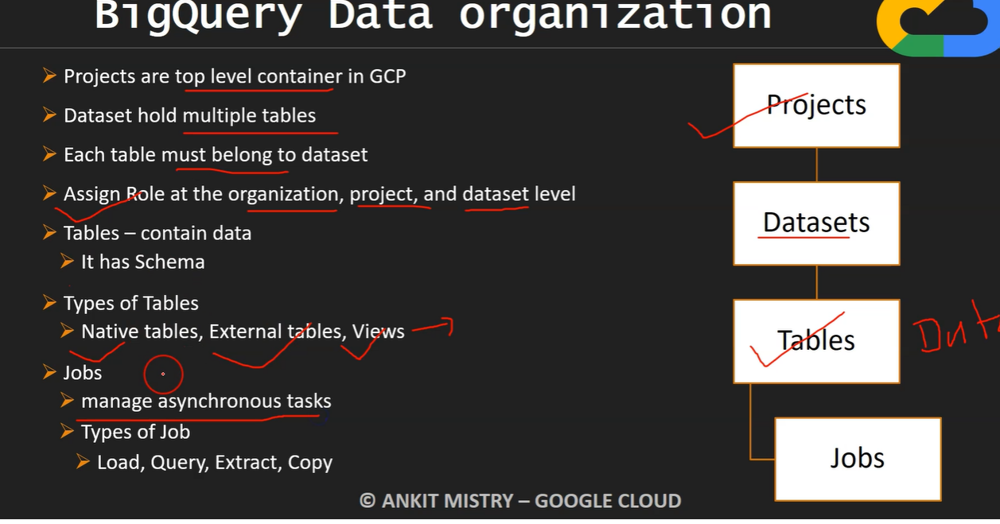 BigQuery Data organization
Projects are top level container in GCP
Dataset hold multiple tables
Each table must belong to dataset
Assign Role at the organization, project, and dataset level
Tables – contain data
It has Schema
Types of Tables
Native tables, External tables, Views
Jobs
manage asynchronous tasks
Types of Job
Load, Query, Extract, Copy
Projects
Datasets
Tables
Jobs
© ANKIT MISTRY – GOOGLE CLOUD